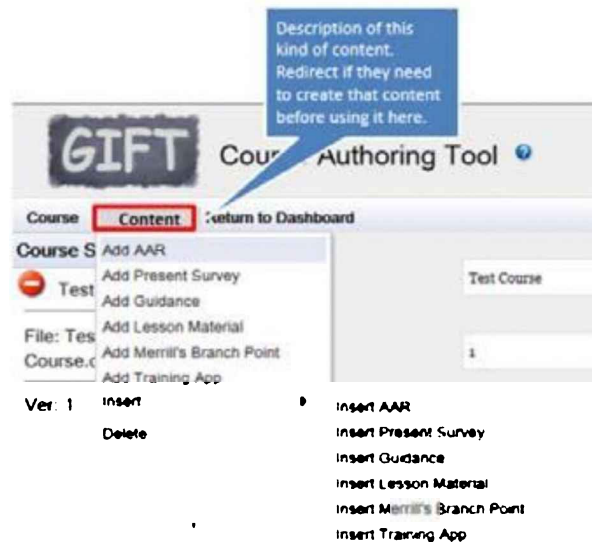 Description of this
kind of content.
Redirect if they need
to create that content
before using it here.
GIFT
Cour Authoring Tool ?
Course Content Return to Dashboard
Course S
Add AAR
Add Present Survey
Test
Add Guidance
Test Course
Add Lesson Material
File: Tes
Add Merrill's Branch Point
Course.c
1
Add Training App
Ver: 1
Insert
Insert AAR
Delete
Insert Present Survey
Insert Guidance
Insert Lesson Material
Insert Merrill's Branch Point
Insert Training App